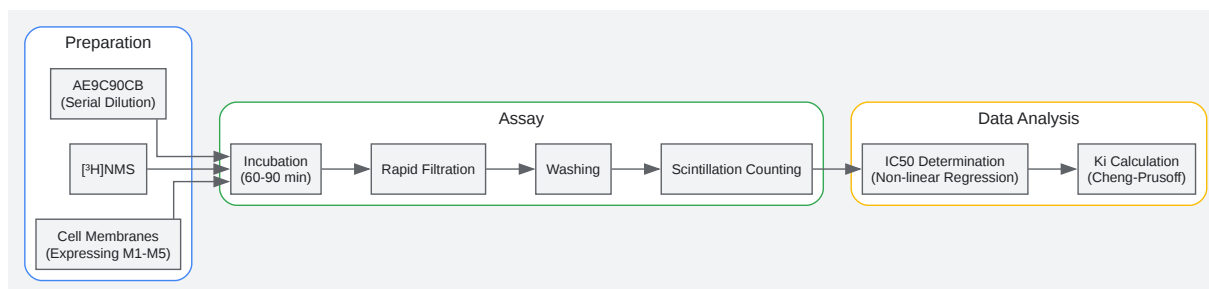 Preparation
AE9C90CB
(Serial Dilution)
[³H]NMS
Cell Membranes
(Expressing M1-M5)
Assay
Incubation
(60-90 min)
Rapid Filtration
Washing
Scintillation Counting
Data Analysis
IC50 Determination
(Non-linear Regression)
Ki Calculation
(Cheng-Prusoff)